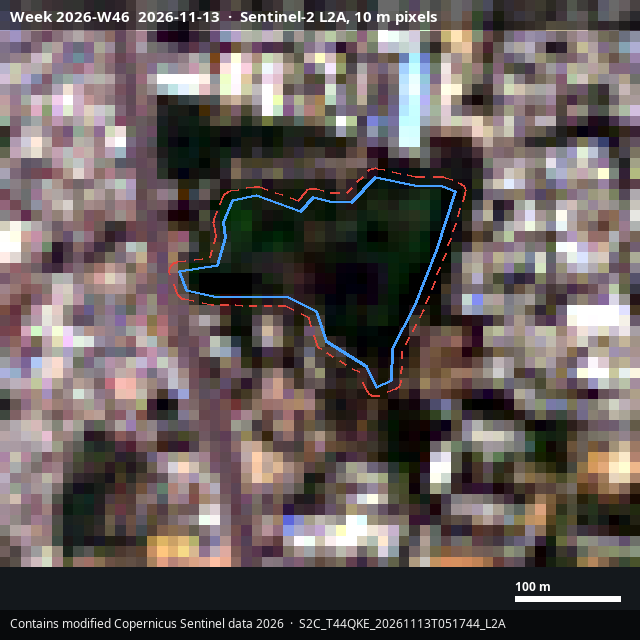 Week 2026-W46 2026-11-13 · Sentinel-2 L2A, 10 m pixels
100 m
Contains modified Copernicus Sentinel data 2026 · S2C_T44QKE_20261113T051744_L2A